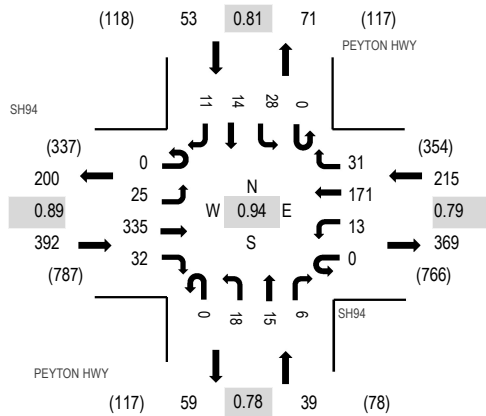 (118) 53 0.81 71 (117)
PEYTON HWY
SH94
11 14 28 0
(337) (354)
0 31
200 215
25 N 171
0.89 W 0.94 E 0.79
335 S 13
392 369
32 0
(787) (766)
0 18 15 6
SH94
PEYTON HWY
(117) 59 0.78 39 (78)